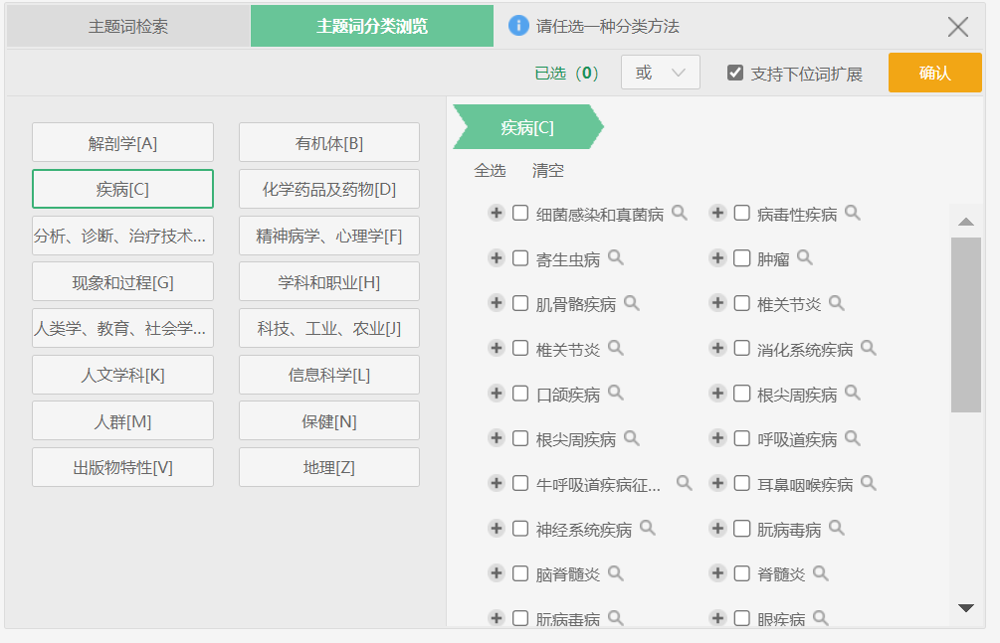 主题词检索
主题词分类浏览
请任选一种分类方法
已选（0）
或
支持下位词扩展
确认
解剖学[A]
有机体[B]
疾病[C]
化学药品及药物[D]
分析、诊断、治疗技术...
精神病学、心理学[F]
现象和过程[G]
学科和职业[H]
人类学、教育、社会学...
科技、工业、农业[J]
人文学科[K]
信息科学[L]
人群[M]
保健[N]
出版物特性[V]
地理[Z]
疾病[C]
全选 清空
细菌感染和真菌病 病毒性疾病
寄生虫病 肿瘤
肌骨骼疾病 椎关节炎
椎关节炎 消化系统疾病
口颌疾病 根尖周疾病
根尖周疾病 呼吸道疾病
牛呼吸道疾病征... 耳鼻咽喉疾病
神经系统疾病 朊病毒病
脑脊髓炎 脊髓炎
朊病毒病 眼疾病